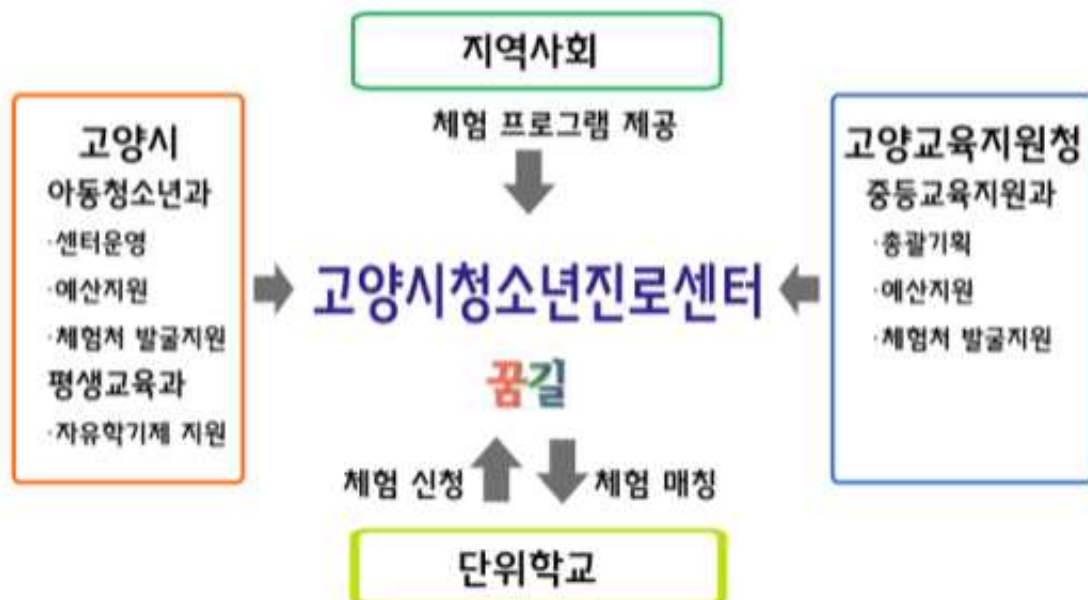 지역사회
체험 프로그램 제공
고양시
아동청소년과
·센터운영
·예산지원
·체험처 발굴지원
평생교육과
·자유학기제 지원
고양시청소년진로센터
꿈길
고양교육지원청
중등교육지원과
·총괄기획
·예산지원
·체험처 발굴지원
체험 신청
체험 매칭
단위학교